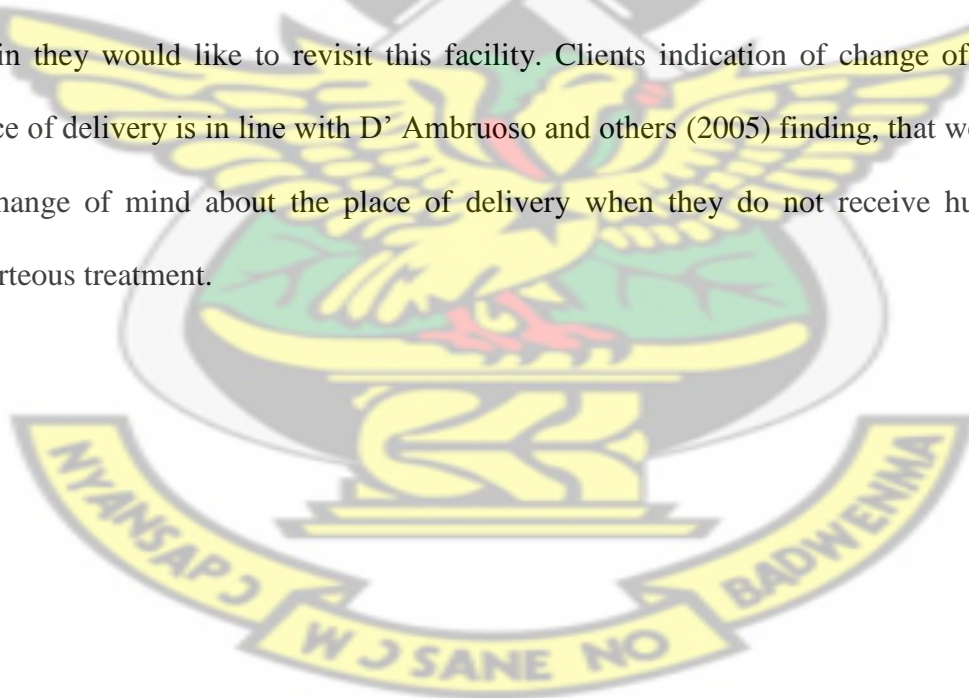 in they would like to revisit this facility. Clients indication of change of
ce of delivery is in line with D’ Ambruoso and others (2005) finding, that
hange of mind about the place of delivery when they do not receive
rteous treatment.
NYANSAPƆ
WƆ SANE NO
BADWENMA